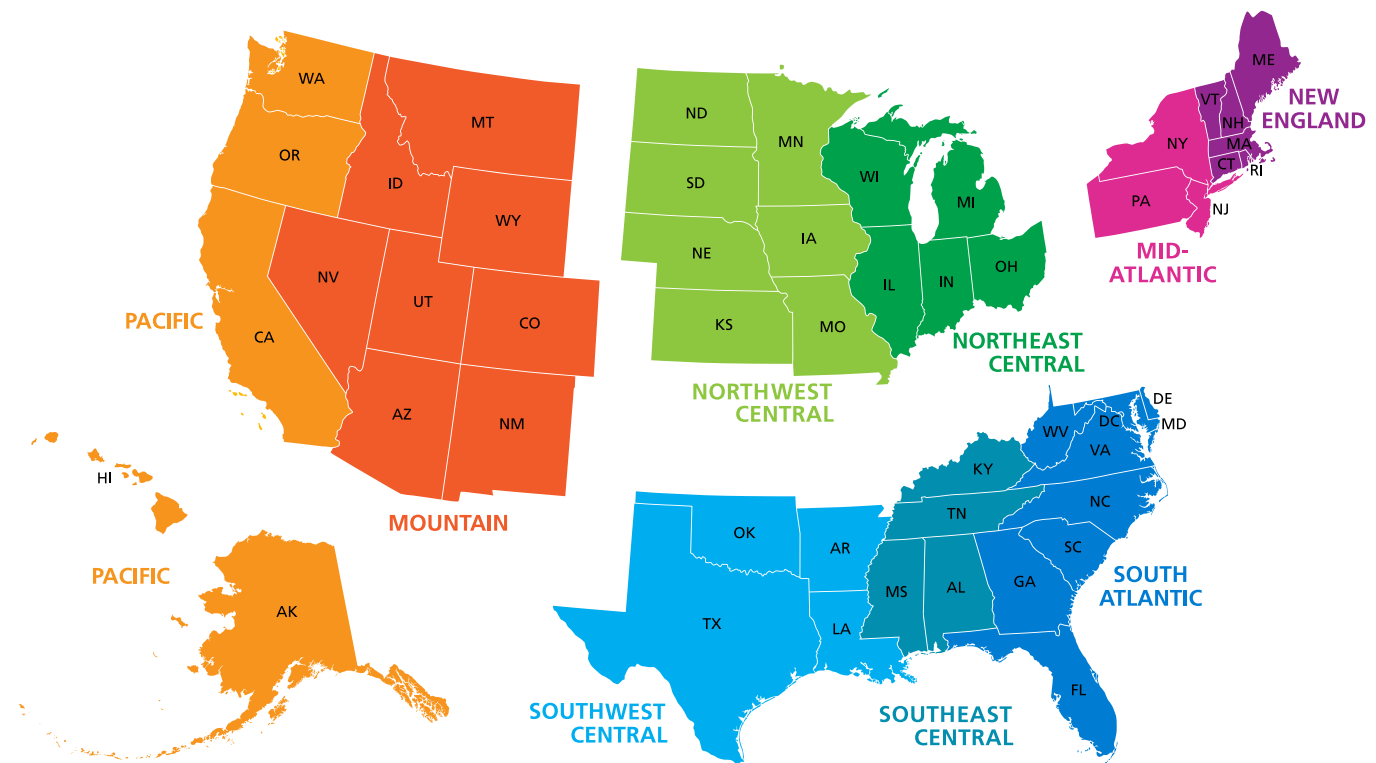 WA
OR
CA
PACIFIC
MT
ID
WY
NV
UT
CO
AZ
NM
MOUNTAIN
HI
AK
PACIFIC
ND
MN
SD
NE
IA
KS
MO
NORTHWEST
CENTRAL
WI
MI
IL
IN
OH
NORTHEAST
CENTRAL
ME
VT
NH
MA
CT
RI
NEW
ENGLAND
NY
PA
NJ
MID-
ATLANTIC
OK
AR
TX
LA
SOUTHWEST
CENTRAL
KY
TN
MS
AL
SOUTHEAST
CENTRAL
DE
MD
DC
WV
VA
NC
SC
GA
FL
SOUTH
ATLANTIC